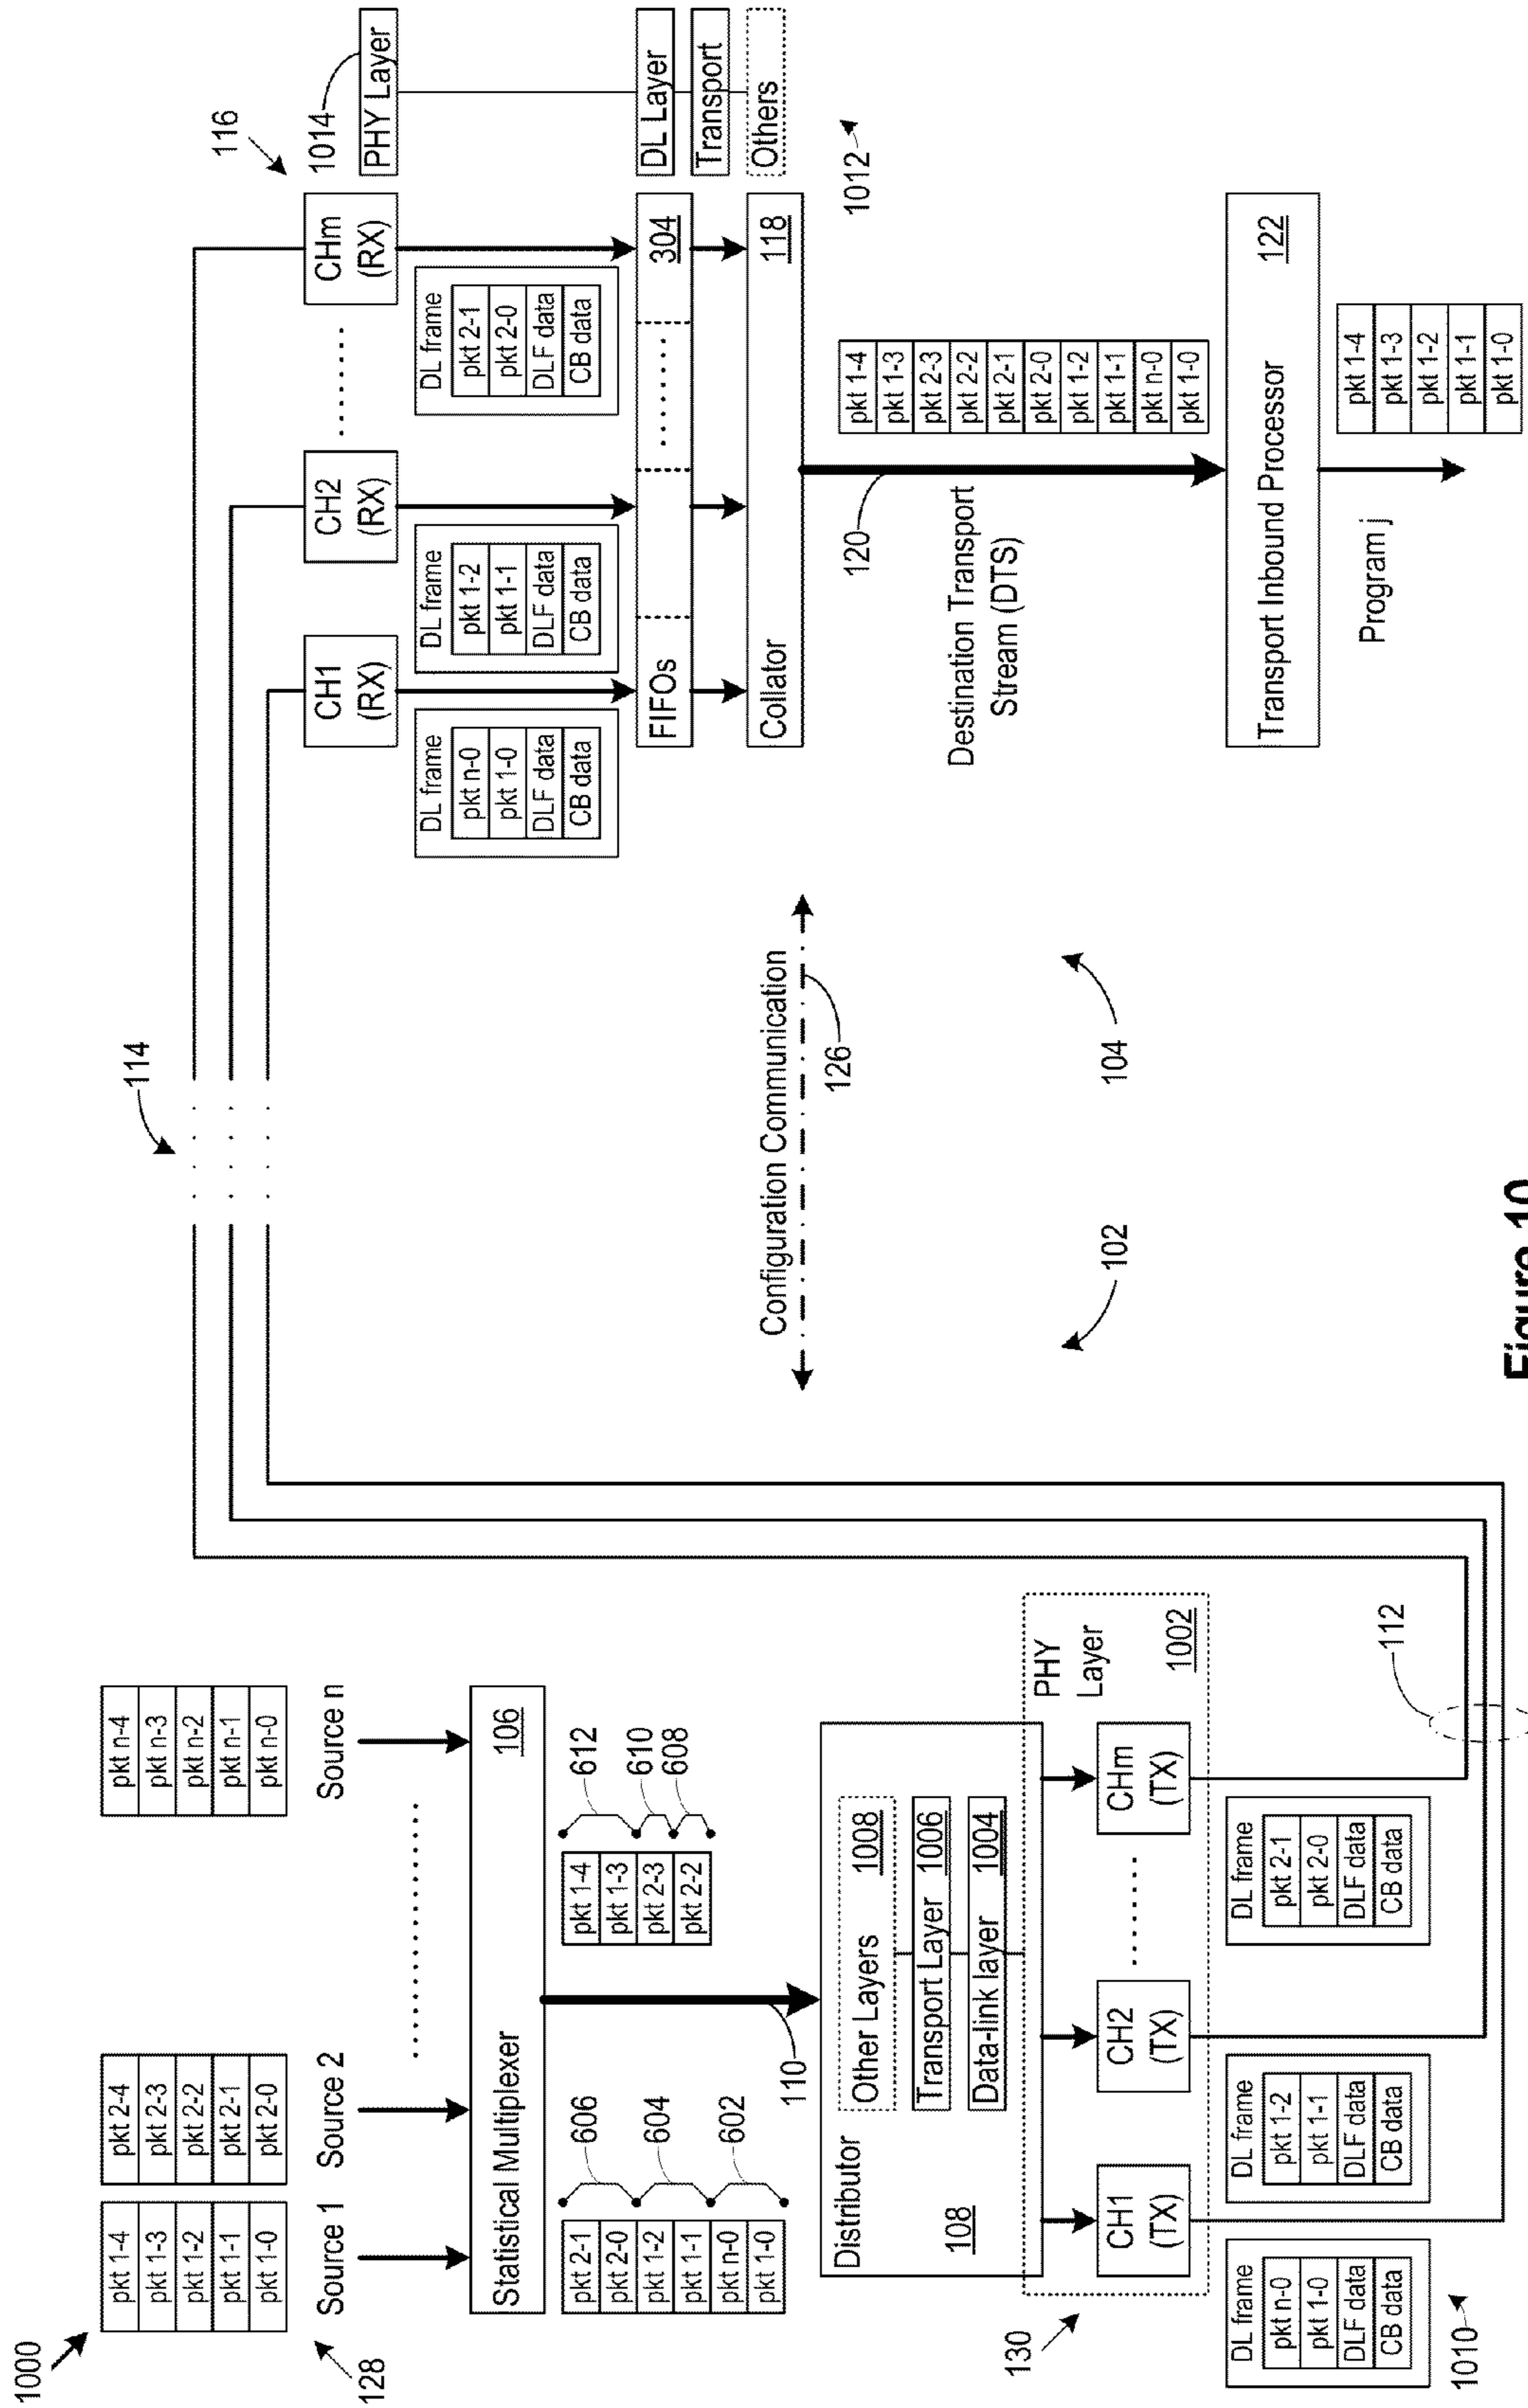 1000
pkt 1-4
pkt 1-3
pkt 1-2
pkt 1-1
pkt 1-0
Source 1
128
pkt 2-4
pkt 2-3
pkt 2-2
pkt 2-1
pkt 2-0
Source 2
pkt n-4
pkt n-3
pkt n-2
pkt n-1
pkt n-0
Source n
Statistical Multiplexer
106
pkt 2-1
pkt 2-0
pkt 1-2
pkt 1-1
pkt n-0
pkt 1-0
606
604
602
pkt 1-4
pkt 1-3
pkt 2-3
pkt 2-2
612
610
608
110
Distributor
108
Other Layers 1008
Transport Layer 1006
Data-link layer 1004
PHY
Layer
1002
130
CH1
(TX)
CH2
(TX)
CHm
(TX)
DL frame
pkt n-0
pkt 1-0
DLF data
CB data
1010
DL frame
pkt 1-2
pkt 1-1
DLF data
CB data
DL frame
pkt 2-1
pkt 2-0
DLF data
CB data
112
114
Configuration Communication
126
102
104
116
CH1
(RX)
CH2
(RX)
CHm
(RX)
1014
PHY Layer
DL frame
pkt n-0
pkt 1-0
DLF data
CB data
DL frame
pkt 1-2
pkt 1-1
DLF data
CB data
DL frame
pkt 2-1
pkt 2-0
DLF data
CB data
FIFOs
304
DL Layer
Transport
Others
1012
Collator
118
120
Destination Transport
Stream (DTS)
pkt 1-4
pkt 1-3
pkt 2-3
pkt 2-2
pkt 2-1
pkt 2-0
pkt 1-2
pkt 1-1
pkt n-0
pkt 1-0
Transport Inbound Processor
122
Program j
pkt 1-4
pkt 1-3
pkt 1-2
pkt 1-1
pkt 1-0
Figure 10